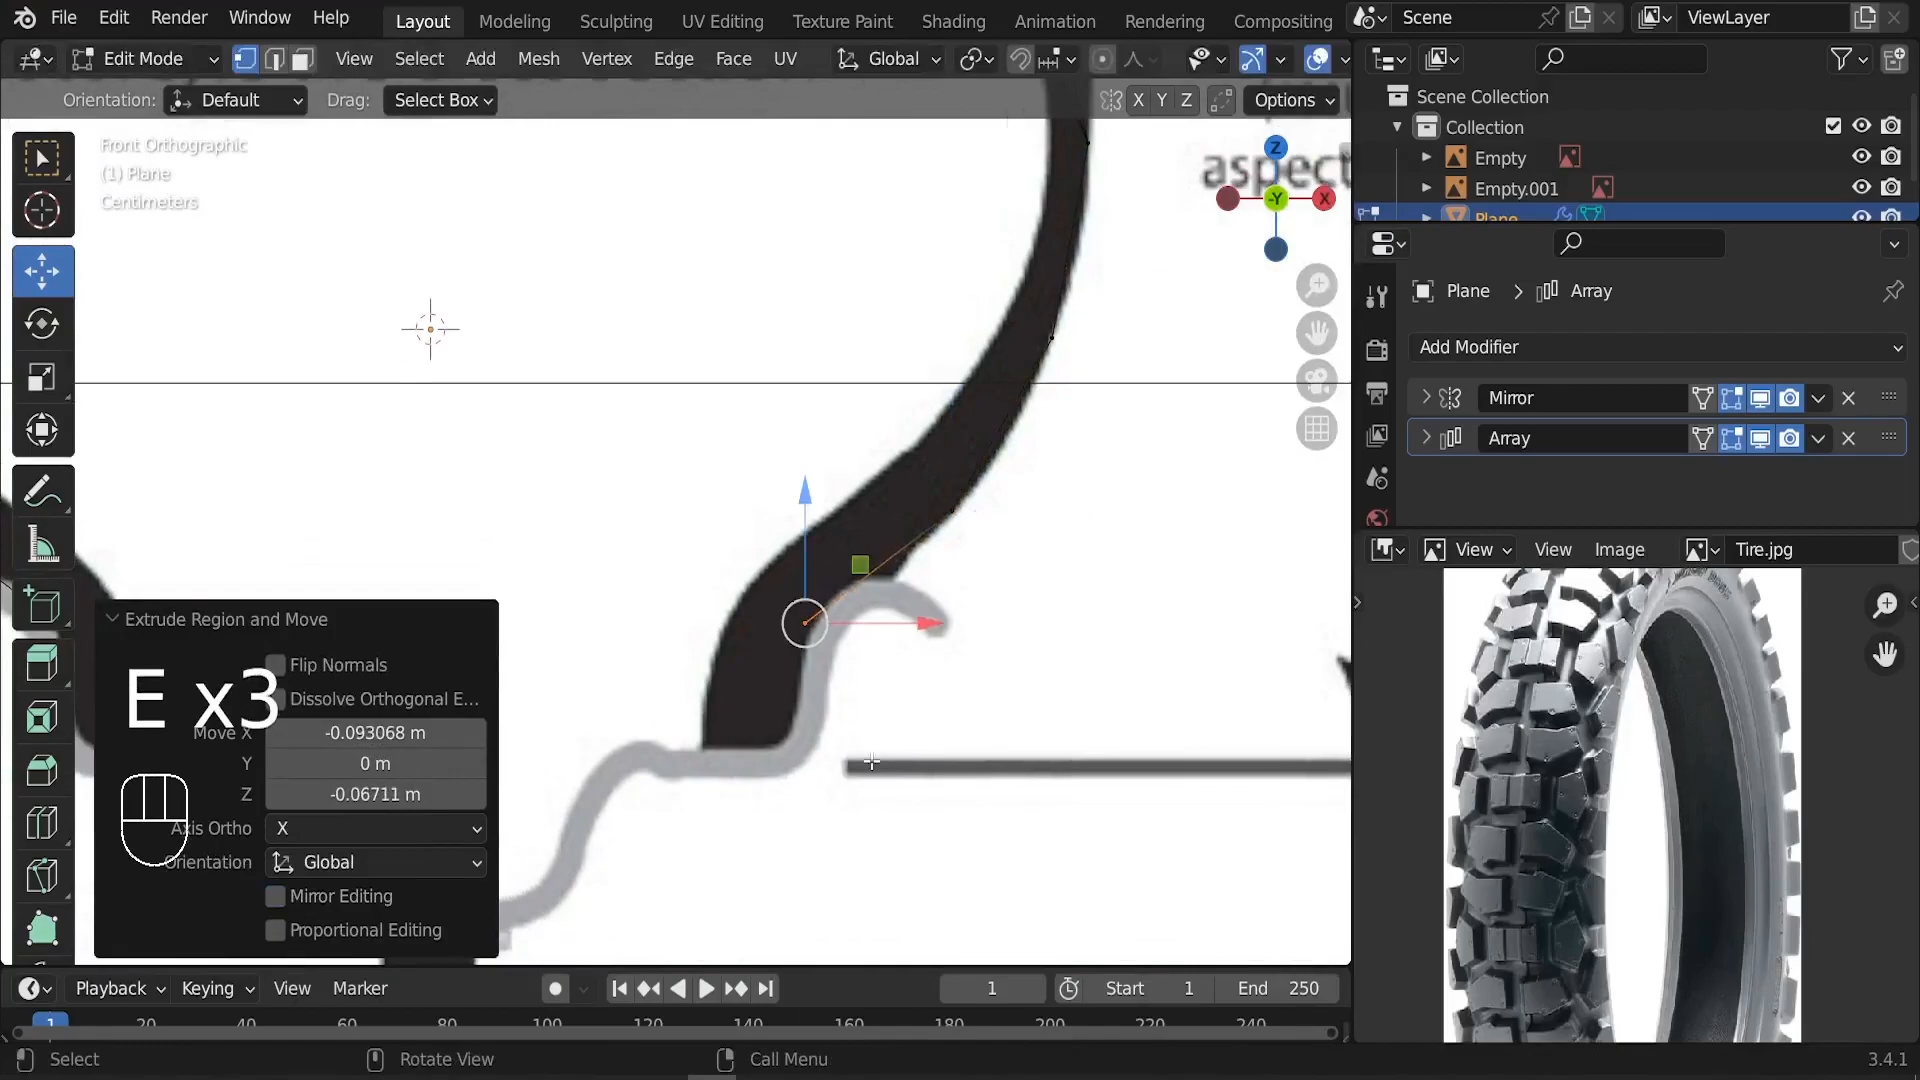 File Edit Render Window Help Layout Modeling Sculpting UV Editing Texture Paint Shading Animation Rendering Compositing Scene ViewLayer
Edit Mode View Select Add Mesh Vertex Edge Face UV Global
Orientation: Default Drag: Select Box X Y Z Options
Scene Collection
Collection
Empty
Empty.001
Plane
Front Orthographic
(1) Plane
Centimeters
aspect
Z
-Y
X
Plane > Array
Add Modifier
Mirror
Array
View View Image Tire.jpg
Extrude Region and Move
Flip Normals
Dissolve Orthogonal E...
E x3
Move X -0.093068 m
Y 0 m
Z -0.06711 m
Axis Ortho X
Orientation Global
Mirror Editing
Proportional Editing
Playback Keying View Marker 1 Start 1 End 250
1 20 40 60 80 100 120 140 160 180 200 220 240
Select Rotate View Call Menu 3.4.1